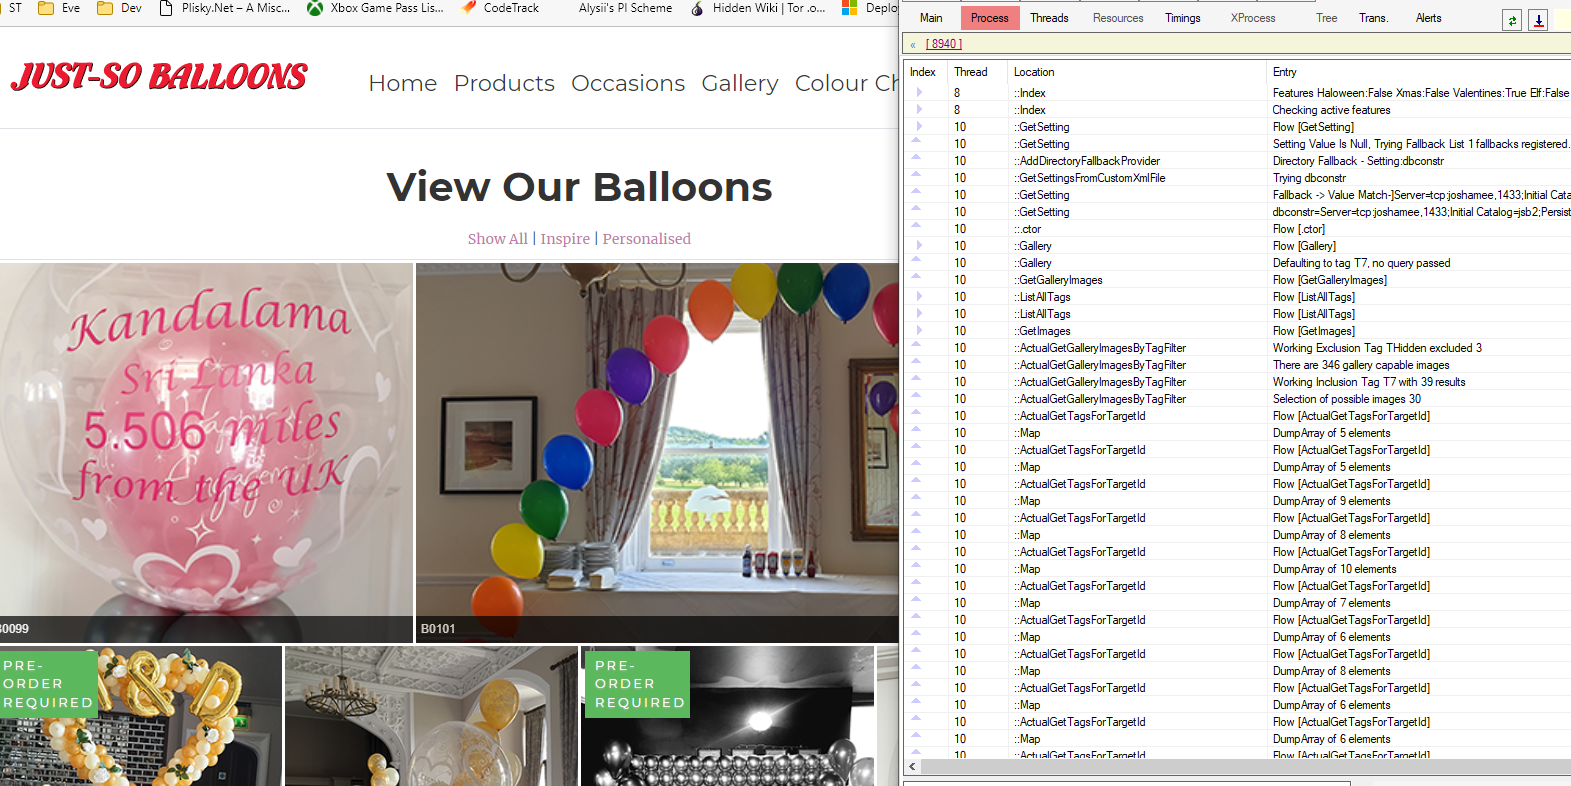 ST
Eve
Dev
Plisky.Net – A Misc...
Xbox Game Pass Lis...
CodeTrack
Alysii's PI Scheme
Hidden Wiki | Tor .o...
Deplo
JUST-SO BALLOONS
Home Products Occasions Gallery Colour Ch
View Our Balloons
Show All | Inspire | Personalised
Kandalama
Sri Lanka
5,506 miles
from the UK
B0099
B0101
PRE-
ORDER
REQUIRED
& D
PRE-
ORDER
REQUIRED
Main Process Threads Resources Timings XProcess Tree Trans. Alerts
« [ 8940 ]
Index Thread Location Entry
8 ::Index Features Haloween:False Xmas:False Valentines:True Elf:False
8 ::Index Checking active features
10 ::GetSetting Flow [GetSetting]
10 ::GetSetting Setting Value Is Null, Trying Fallback List 1 fallbacks registered.
10 ::AddDirectoryFallbackProvider Directory Fallback - Setting:dbconstr
10 ::GetSettingsFromCustomXmlFile Trying dbconstr
10 ::GetSetting Fallback -> Value Match-]Server=tcp:joshamee,1433;Initial Cata
10 ::GetSetting dbconstr=Server=tcp:joshamee,1433;Initial Catalog=jsb2;Persist
10 ::.ctor Flow [.ctor]
10 ::Gallery Flow [Gallery]
10 ::Gallery Defaulting to tag T7, no query passed
10 ::GetGalleryImages Flow [GetGalleryImages]
10 ::ListAllTags Flow [ListAllTags]
10 ::ListAllTags Flow [ListAllTags]
10 ::GetImages Flow [GetImages]
10 ::ActualGetGalleryImagesByTagFilter Working Exclusion Tag THidden excluded 3
10 ::ActualGetGalleryImagesByTagFilter There are 346 gallery capable images
10 ::ActualGetGalleryImagesByTagFilter Working Inclusion Tag T7 with 39 results
10 ::ActualGetGalleryImagesByTagFilter Selection of possible images 30
10 ::ActualGetTagsForTargetId Flow [ActualGetTagsForTargetId]
10 ::Map DumpArray of 5 elements
10 ::ActualGetTagsForTargetId Flow [ActualGetTagsForTargetId]
10 ::Map DumpArray of 5 elements
10 ::ActualGetTagsForTargetId Flow [ActualGetTagsForTargetId]
10 ::Map DumpArray of 9 elements
10 ::ActualGetTagsForTargetId Flow [ActualGetTagsForTargetId]
10 ::Map DumpArray of 8 elements
10 ::ActualGetTagsForTargetId Flow [ActualGetTagsForTargetId]
10 ::Map DumpArray of 10 elements
10 ::ActualGetTagsForTargetId Flow [ActualGetTagsForTargetId]
10 ::Map DumpArray of 7 elements
10 ::ActualGetTagsForTargetId Flow [ActualGetTagsForTargetId]
10 ::Map DumpArray of 6 elements
10 ::ActualGetTagsForTargetId Flow [ActualGetTagsForTargetId]
10 ::Map DumpArray of 8 elements
10 ::ActualGetTagsForTargetId Flow [ActualGetTagsForTargetId]
10 ::Map DumpArray of 6 elements
10 ::ActualGetTagsForTargetId Flow [ActualGetTagsForTargetId]
10 ::Map DumpArray of 6 elements
10 ::ActualGetTagsForTargetId Flow [ActualGetTagsForTargetId]